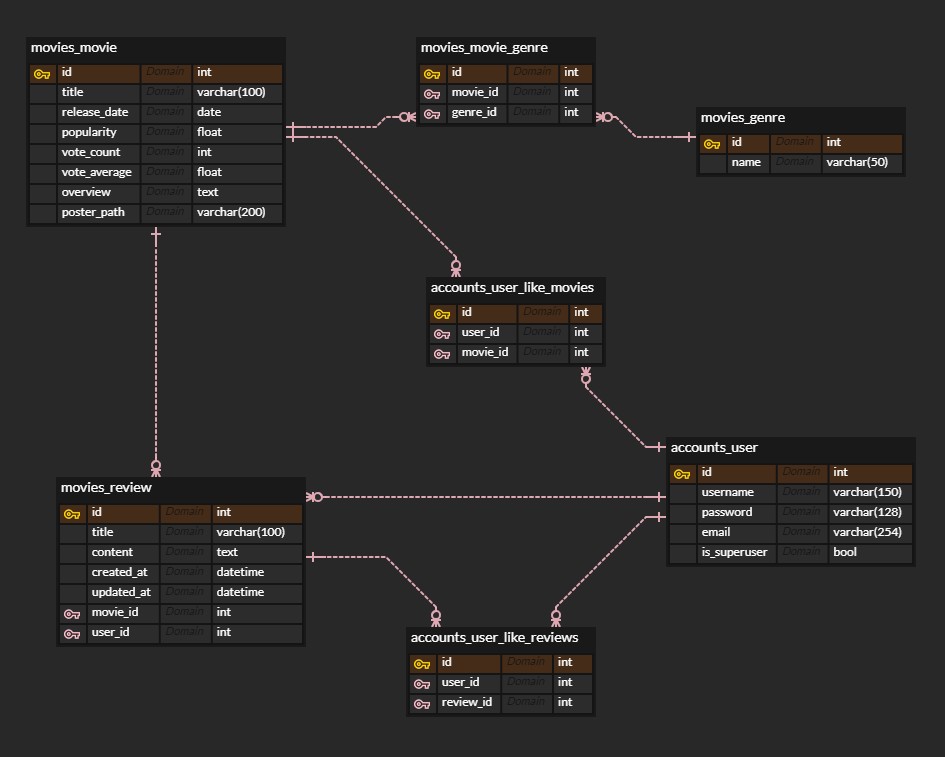 movies_movie
id Domain int
title Domain varchar(100)
release_date Domain date
popularity Domain float
vote_count Domain int
vote_average Domain float
overview Domain text
poster_path Domain varchar(200)
movies_movie_genre
id Domain int
movie_id Domain int
genre_id Domain int
movies_genre
id Domain int
name Domain varchar(50)
accounts_user_like_movies
id Domain int
user_id Domain int
movie_id Domain int
accounts_user
id Domain int
username Domain varchar(150)
password Domain varchar(128)
email Domain varchar(254)
is_superuser Domain bool
movies_review
id Domain int
title Domain varchar(100)
content Domain text
created_at Domain datetime
updated_at Domain datetime
movie_id Domain int
user_id Domain int
accounts_user_like_reviews
id Domain int
user_id Domain int
review_id Domain int